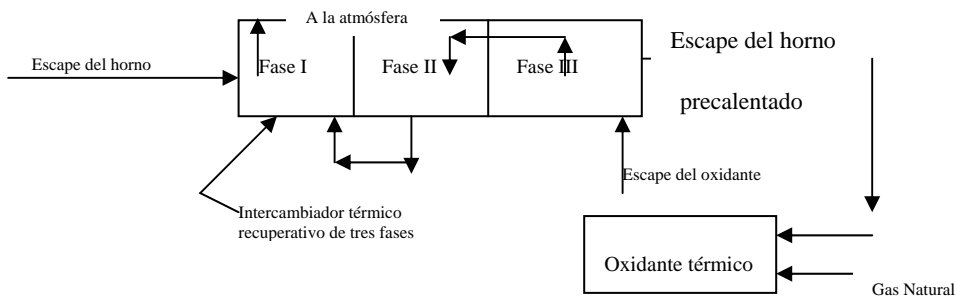 A la atmósfera
Escape del horno
Escape del horno
Fase I
Fase II
Fase III
precalentado
Escape del oxidante
Intercambiador térmico
recuperativo de tres fases
Oxidante térmico
Gas Natural